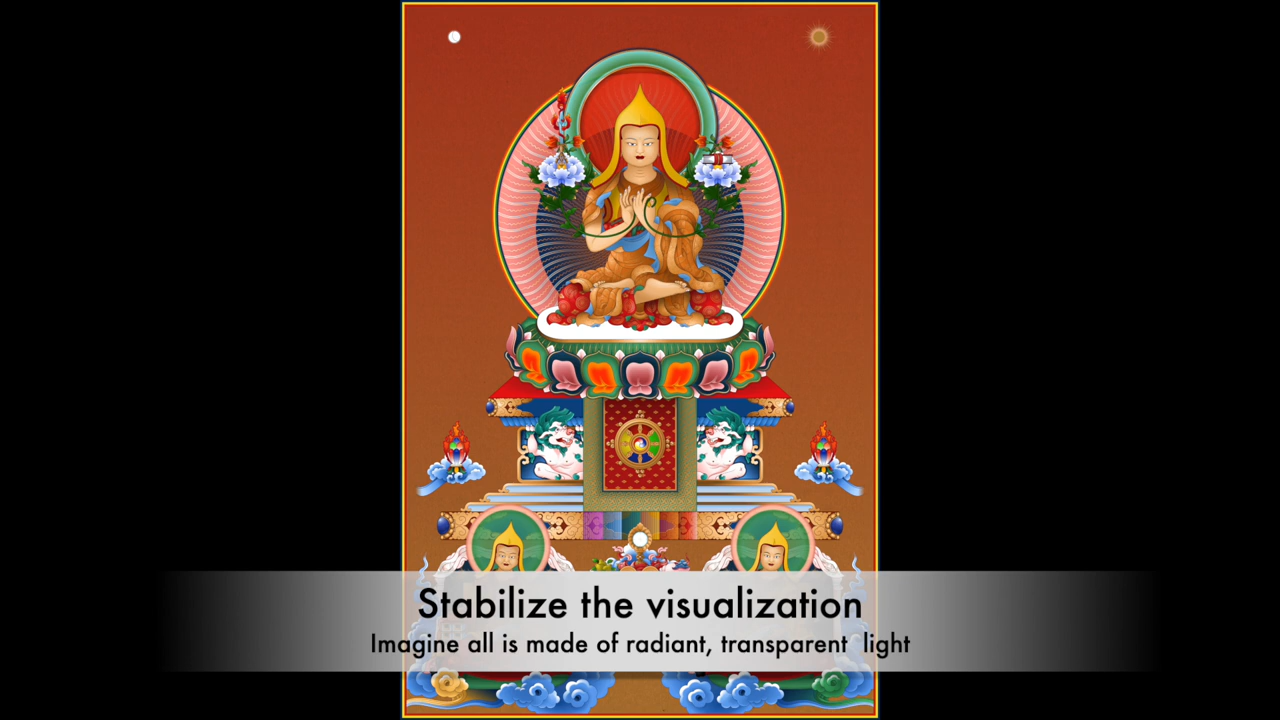 Stabilize the visualization
Imagine all is made of radiant, transparent  light